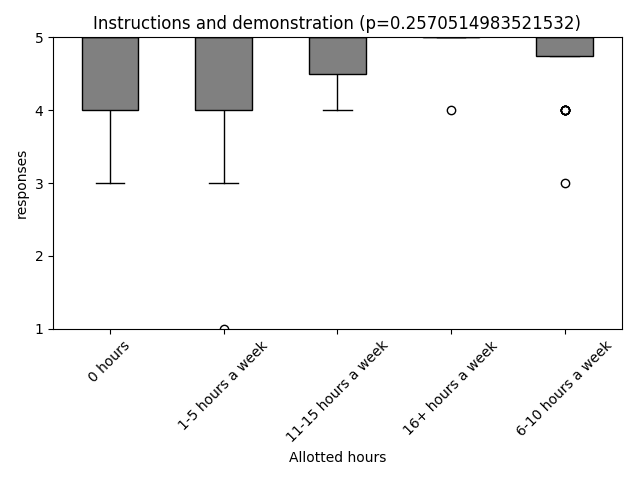 Instructions and demonstration (p=0.2570514983521532)
5
4
3
2
1
responses
0 hours
1-5 hours a week
11-15 hours a week
16+ hours a week
6-10 hours a week
Allotted hours